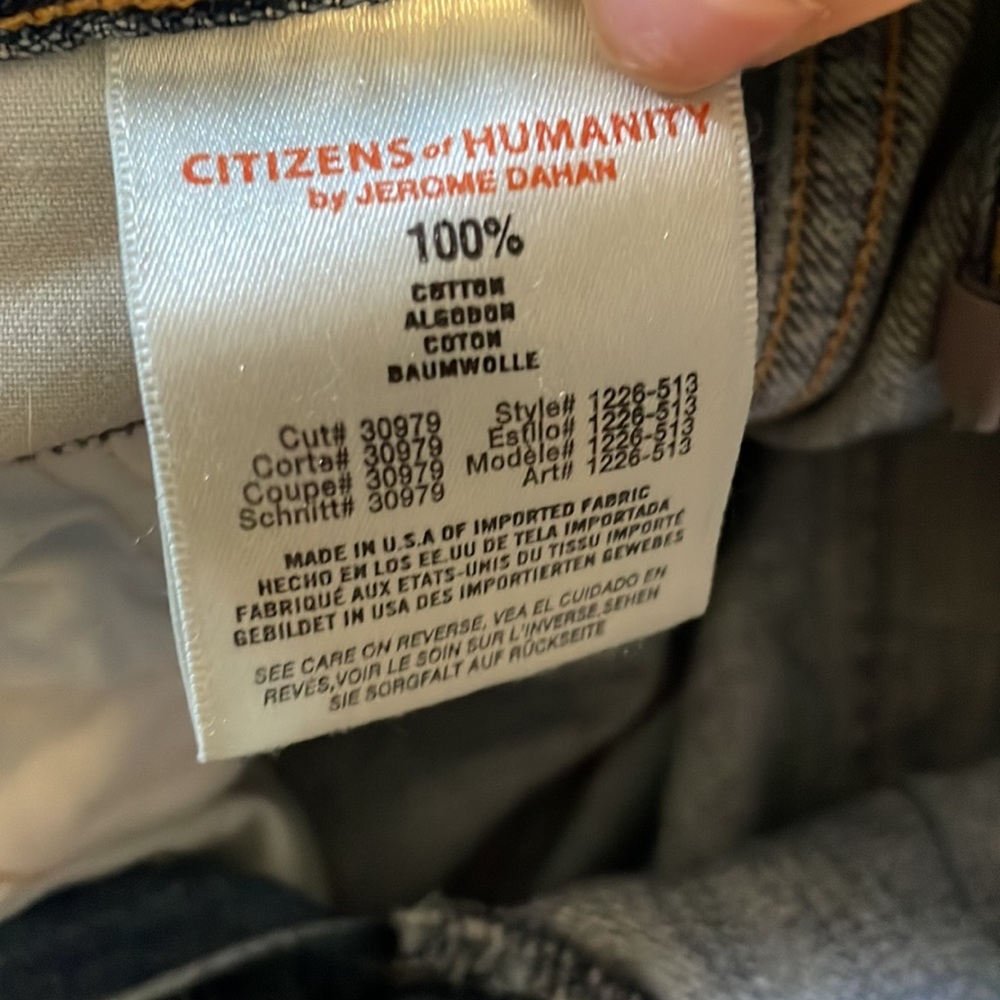 CITIZENS of HUMANITY
by JEROME DAHAN
100%
COTTON
ALGODON
COTON
BAUMWOLLE
Cut# 30979 Style# 1226-513
Corta# 30979 Estilo# 1226-513
Coupe# 30979 Modèle# 1226-513
Schnitt# 30979 Art# 1226-513
MADE IN U.S.A OF IMPORTED FABRIC
HECHO EN LOS EE.UU DE TELA IMPORTADA
FABRIQUÉ AUX ETATS-UNIS DU TISSU IMPORTÉ
GEBILDET IN USA DES IMPORTIERTEN GEWEBES
SEE CARE ON REVERSE, VEA EL CUIDADO EN
REVÉS,VOIR LE SOIN SUR L'INVERSE.SEHEN
SIE SORGFALT AUF RÜCKSEITE